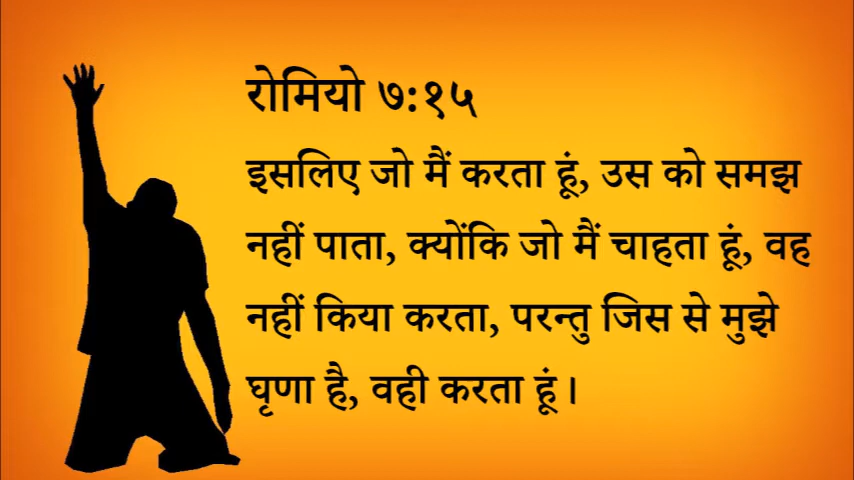 रोमियो ७:१५
इसलिए जो मैं करता हूं, उस को समझ
नहीं पाता, क्योंकि जो मैं चाहता हूं, वह
नहीं किया करता, परन्तु जिस से मुझे
घृणा है, वही करता हूं।